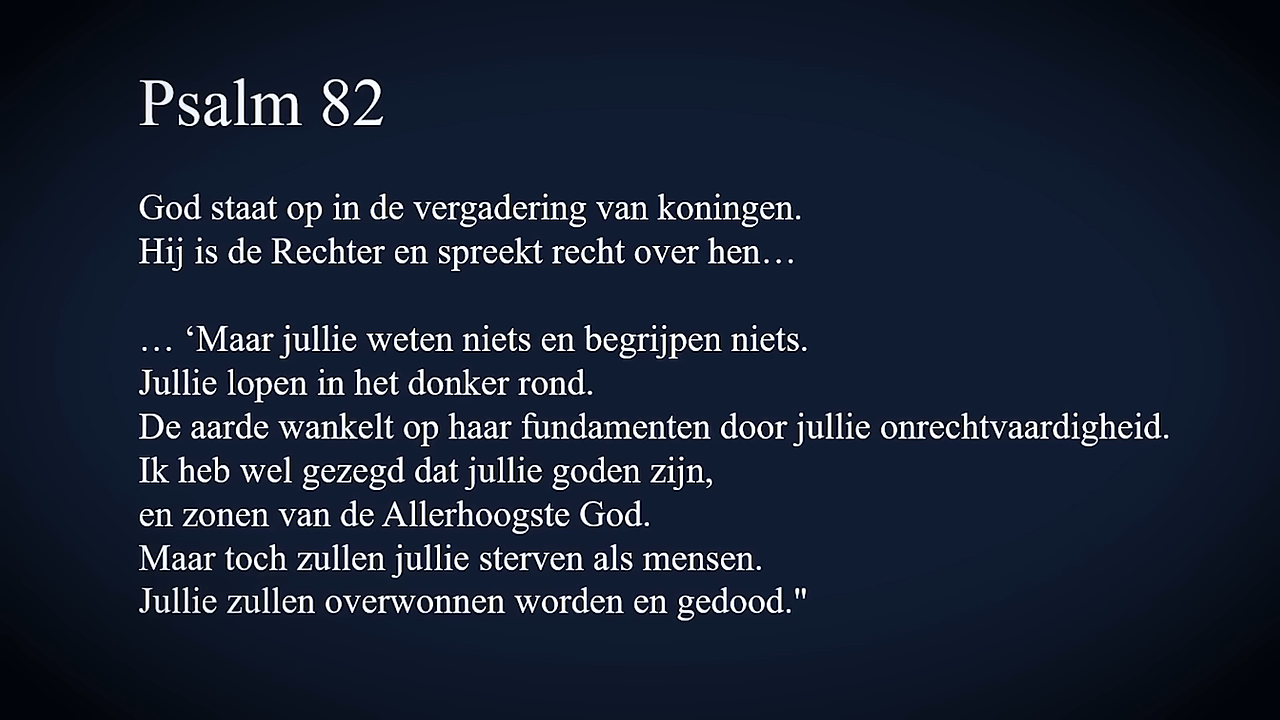 Psalm 82
God staat op in de vergadering van koningen.
Hij is de Rechter en spreekt recht over hen…
… ‘Maar jullie weten niets en begrijpen niets.
Jullie lopen in het donker rond.
De aarde wankelt op haar fundamenten door jullie onrechtvaardigheid.
Ik heb wel gezegd dat jullie goden zijn,
en zonen van de Allerhoogste God.
Maar toch zullen jullie sterven als mensen.
Jullie zullen overwonnen worden en gedood."